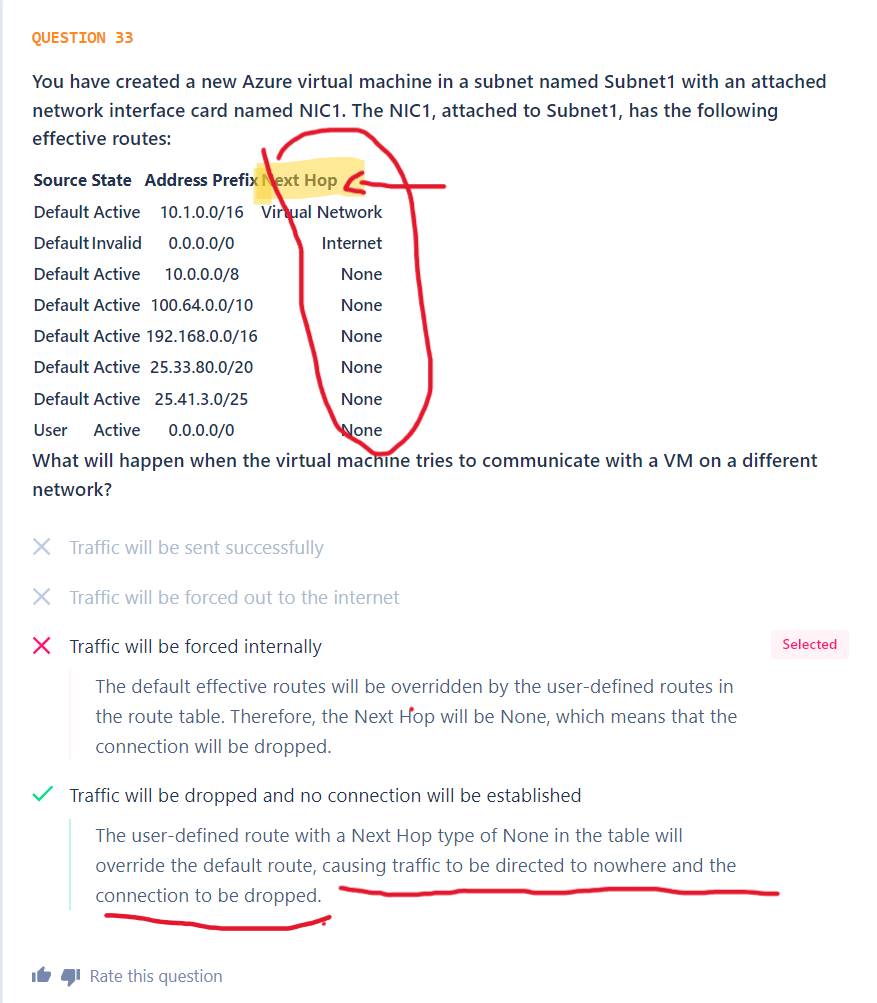 QUESTION 33
You have created a new Azure virtual machine in a subnet named Subnet1 with an attached
network interface card named NIC1. The NIC1, attached to Subnet1, has the following
effective routes:
Source State Address Prefix Next Hop
Default Active 10.1.0.0/16 Virtual Network
Default Invalid 0.0.0.0/0 Internet
Default Active 10.0.0.0/8 None
Default Active 100.64.0.0/10 None
Default Active 192.168.0.0/16 None
Default Active 25.33.80.0/20 None
Default Active 25.41.3.0/25 None
User Active 0.0.0.0/0 None
What will happen when the virtual machine tries to communicate with a VM on a different
network?
Traffic will be sent successfully
Traffic will be forced out to the internet
Traffic will be forced internally Selected
The default effective routes will be overridden by the user-defined routes in
the route table. Therefore, the Next Hop will be None, which means that the
connection will be dropped.
Traffic will be dropped and no connection will be established
The user-defined route with a Next Hop type of None in the table will
override the default route, causing traffic to be directed to nowhere and the
connection to be dropped.
Rate this question